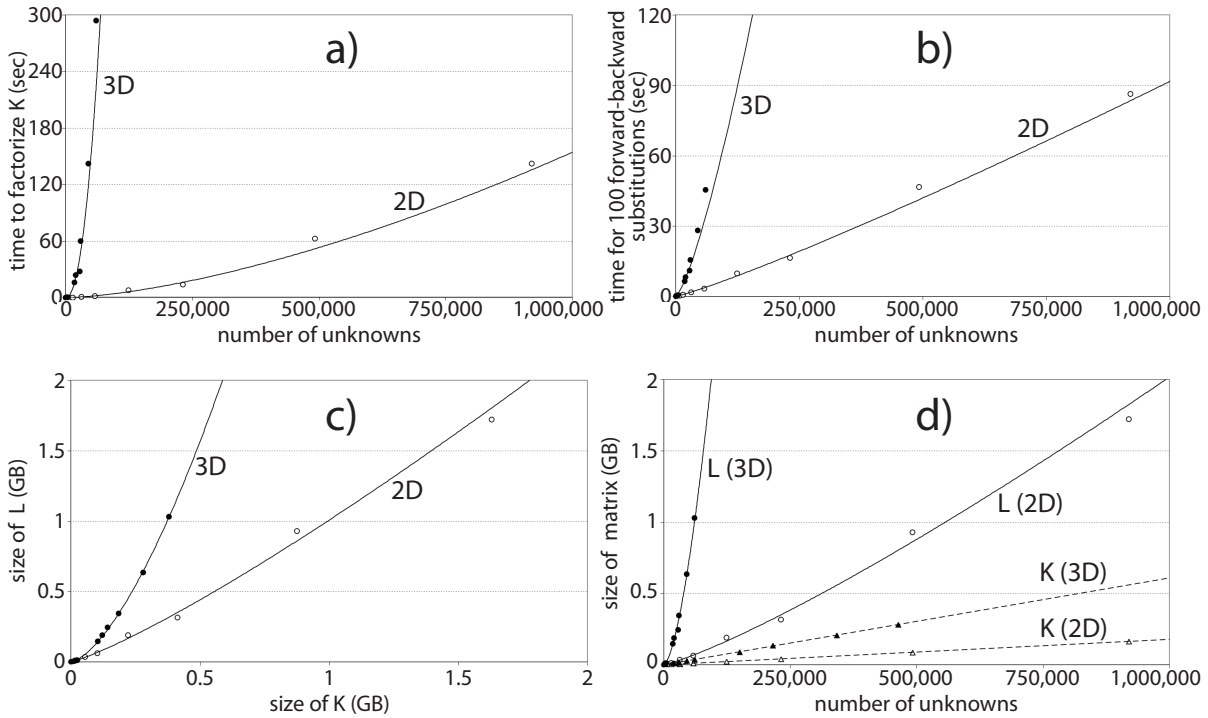 a)
time to factorize K (sec)
300
240
180
120
60
0
3D
2D
0
250,000
500,000
750,000
1,000,000
number of unknowns
b)
time for 100 forward-backward
substitutions (sec)
120
90
60
30
0
3D
2D
0
250,000
500,000
750,000
1,000,000
number of unknowns
c)
size of L (GB)
2
1.5
1
0.5
0
3D
2D
0
0.5
1
1.5
2
size of K (GB)
d)
size of matrix (GB)
2
1.5
1
0.5
0
L (3D)
L (2D)
K (3D)
K (2D)
0
250,000
500,000
750,000
1,000,000
number of unknowns